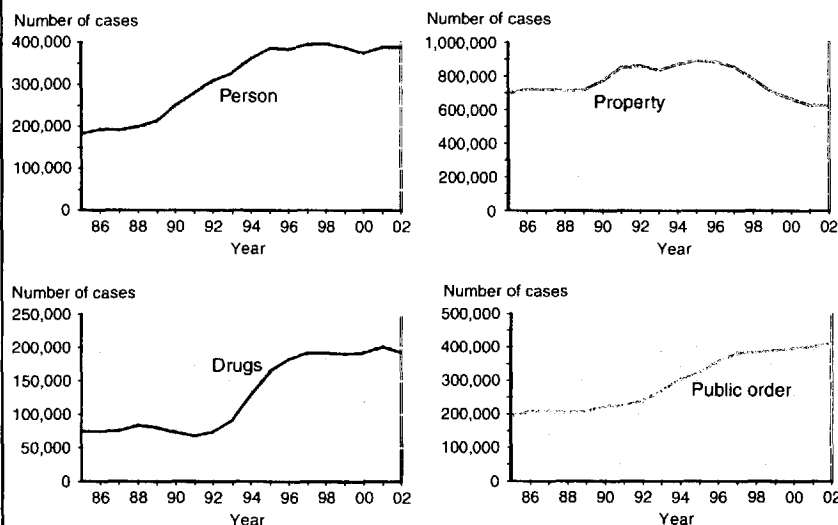 Number of cases
400,000
300,000
200,000
100,000
0
Person
86 88 90 92 94 96 98 00 02
Year
Number of cases
1,000,000
800,000
600,000
400,000
200,000
0
Property
86 88 90 92 94 96 98 00 02
Year
Number of cases
250,000
200,000
150,000
100,000
50,000
0
Drugs
86 88 90 92 94 96 98 00 02
Year
Number of cases
500,000
400,000
300,000
200,000
100,000
0
Public order
86 88 90 92 94 96 98 00 02
Year